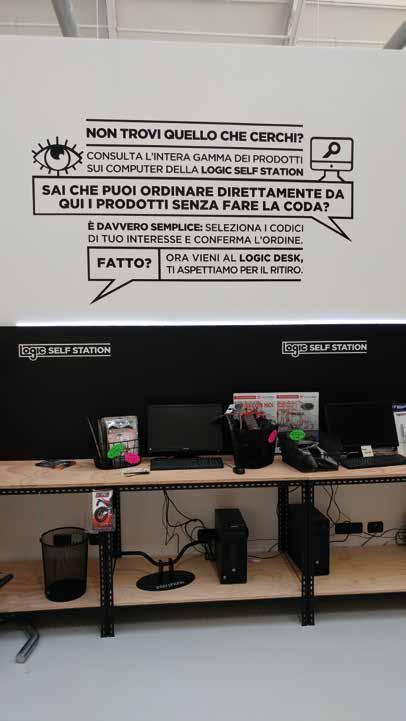 NON TROVI QUELLO CHE CERCHI?
CONSULTA L'INTERA GAMMA DEI PRODOTTI
SUI COMPUTER DELLA LOGIC SELF STATION
SAI CHE PUOI ORDINARE DIRETTAMENTE DA
QUI I PRODOTTI SENZA FARE LA CODA?
È DAVVERO SEMPLICE: SELEZIONA I CODICI
DI TUO INTERESSE E CONFERMA L'ORDINE.
FATTO?
ORA VIENI AL LOGIC DESK,
TI ASPETTIAMO PER IL RITIRO.
logic SELF STATION
logic SELF STATION
interphone